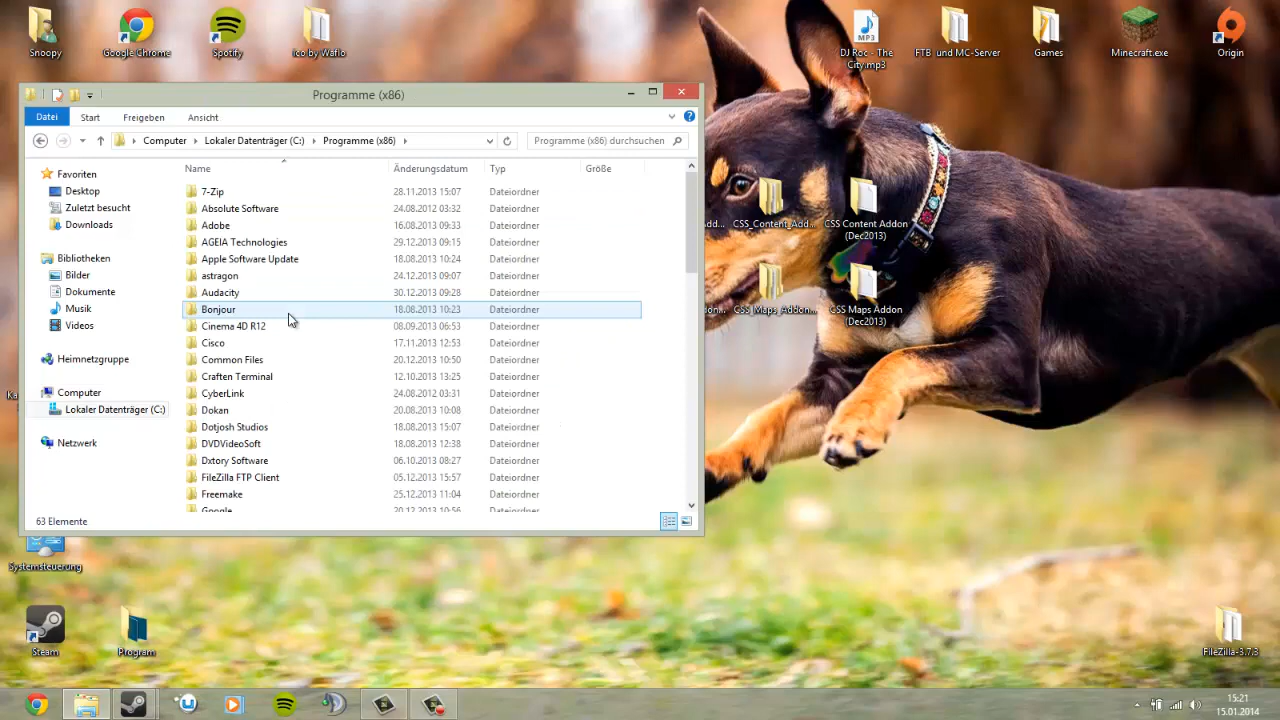 Snoopy
Google Chrome
Spotify
Ico by Wafio
MP3
DJ Roc - The City.mp3
FTB und MC-Server
Games
Minecraft.exe
Origin
Programme (x86)
Datei Start Freigeben Ansicht
Computer Lokaler Datenträger (C:) Programme (x86)
Programme (x86) durchsuchen
Name Änderungsdatum Typ Größe
Favoriten
Desktop
Zuletzt besucht
Downloads
Bibliotheken
Bilder
Dokumente
Musik
Videos
Heimnetzgruppe
Computer
Lokaler Datenträger (C:)
Netzwerk
7-Zip 28.11.2013 15:07 Dateiordner
Absolute Software 24.08.2012 03:32 Dateiordner
Adobe 16.08.2013 09:33 Dateiordner
AGEIA Technologies 29.12.2013 09:15 Dateiordner
Apple Software Update 18.08.2013 10:24 Dateiordner
astragon 24.12.2013 09:07 Dateiordner
Audacity 30.12.2013 09:28 Dateiordner
Bonjour 18.08.2013 10:23 Dateiordner
Cinema 4D R12 08.09.2013 06:53 Dateiordner
Cisco 17.11.2013 12:53 Dateiordner
Common Files 20.12.2013 10:50 Dateiordner
Craften Terminal 12.10.2013 13:25 Dateiordner
CyberLink 24.08.2012 03:31 Dateiordner
Dokan 20.08.2013 10:08 Dateiordner
Dotjosh Studios 18.08.2013 15:07 Dateiordner
DVDVideoSoft 18.08.2013 12:38 Dateiordner
Dxtory Software 06.10.2013 08:27 Dateiordner
FileZilla FTP Client 05.12.2013 15:57 Dateiordner
Freemake 25.12.2013 11:04 Dateiordner
Google 20.12.2013 10:56 Dateiordner
63 Elemente
CSS_Content_Add...
CSS Content Addon
(Dec2013)
CSS_Maps_Addon...
CSS Maps Addon
(Dec2013)
Systemsteuerung
Steam
Program
FileZilla-3.7.3
15:21
15.01.2014